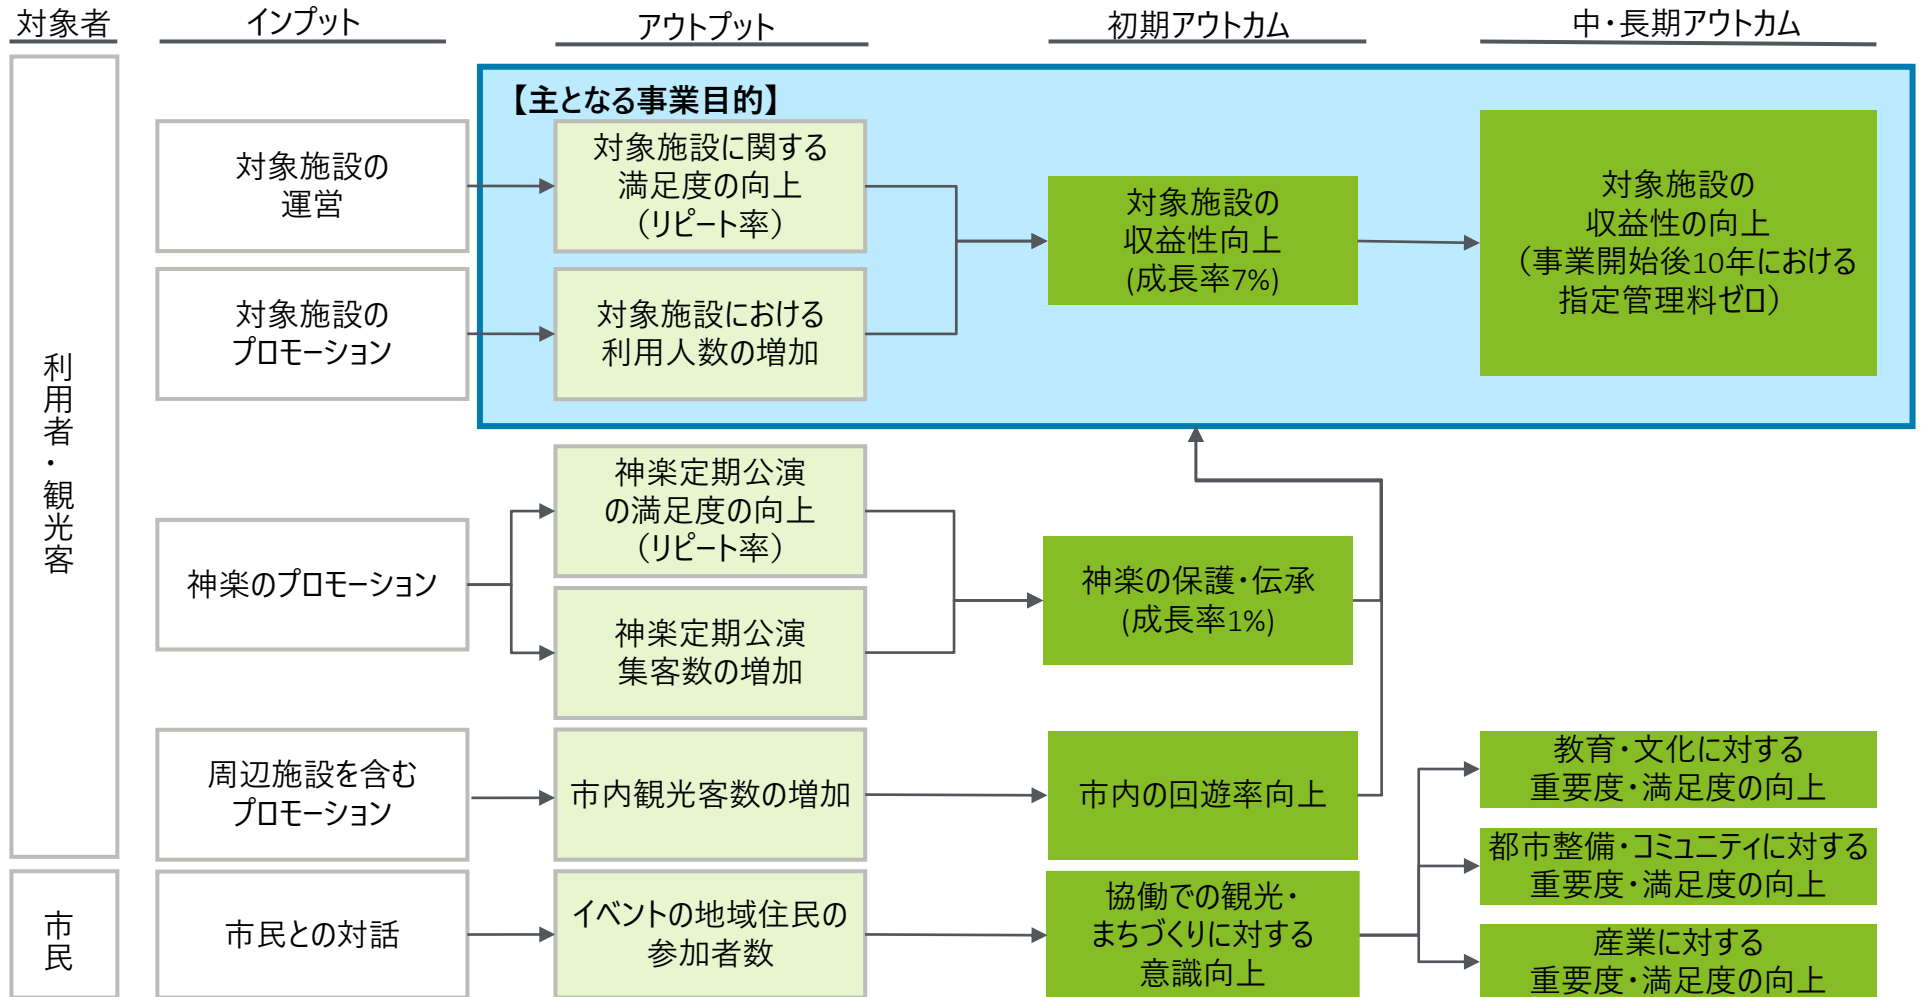 対象者
インプット
アウトプット
初期アウトカム
中・長期アウトカム
利用者・観光客
【主となる事業目的】
対象施設の
運営
対象施設に関する
満足度の向上
（リピート率）
対象施設の
プロモーション
対象施設における
利用人数の増加
対象施設の
収益性向上
(成長率7%)
対象施設の
収益性の向上
（事業開始後10年における
指定管理料ゼロ）
神楽のプロモーション
神楽定期公演
の満足度の向上
（リピート率）
神楽定期公演
集客数の増加
神楽の保護・伝承
(成長率1%)
周辺施設を含む
プロモーション
市内観光客数の増加
市内の回遊率向上
市民
市民との対話
イベントの地域住民の
参加者数
協働での観光・
まちづくりに対する
意識向上
教育・文化に対する
重要度・満足度の向上
都市整備・コミュニティに対する
重要度・満足度の向上
産業に対する
重要度・満足度の向上